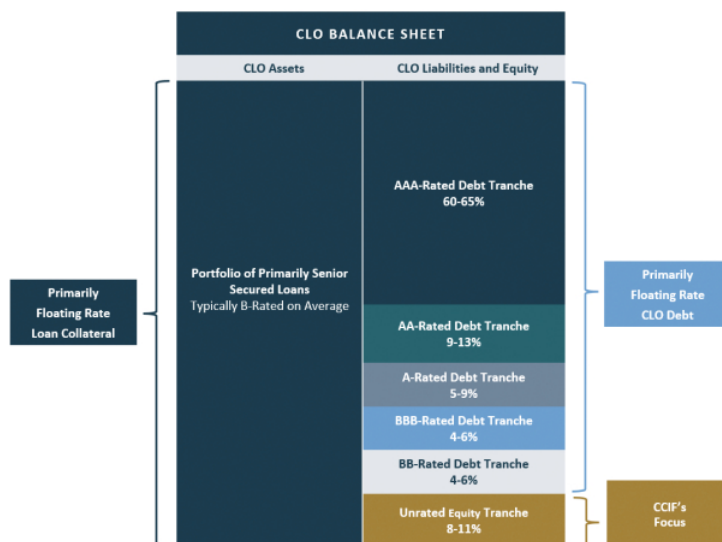 CLO BALANCE SHEET
CLO Assets
CLO Liabilities and Equity
Primarily
Floating Rate
Loan Collateral
Portfolio of Primarily Senior
Secured Loans
Typically B-Rated on Average
AAA-Rated Debt Tranche
60-65%
AA-Rated Debt Tranche
9-13%
A-Rated Debt Tranche
5-9%
BBB-Rated Debt Tranche
4-6%
BB-Rated Debt Tranche
4-6%
Unrated Equity Tranche
8-11%
Primarily
Floating Rate
CLO Debt
CCIF's
Focus